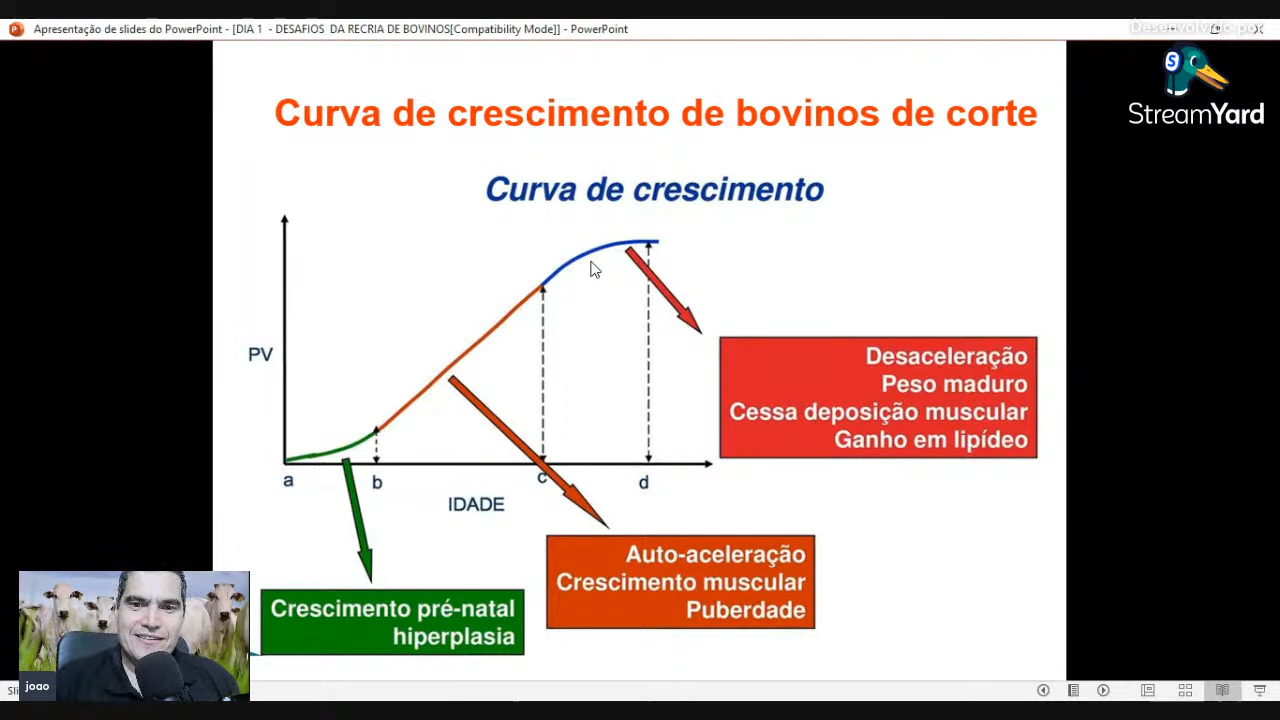 Apresentação de slides do PowerPoint - [DIA 1 - DESAFIOS DA RECRIA DE BOVINOS[Compatibility Mode]] - PowerPoint
Desenvolvido por
S
StreamYard
Curva de crescimento de bovinos de corte
Curva de crescimento
PV
Desaceleração
Peso maduro
Cessa deposição muscular
Ganho em lipídeo
a
b
c
d
IDADE
Auto-aceleração
Crescimento muscular
Puberdade
Crescimento pré-natal
hiperplasia
joao